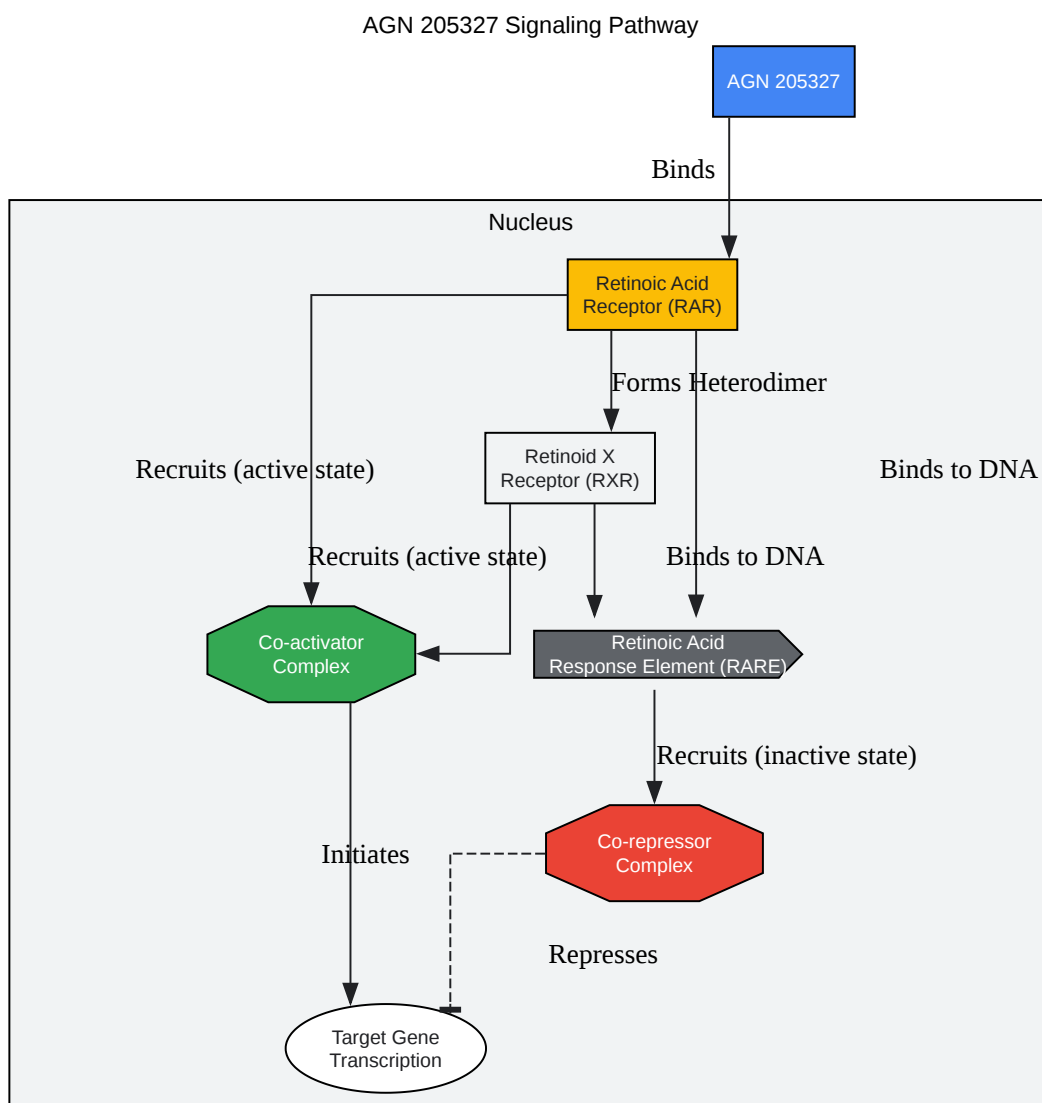 AGN 205327 Signaling Pathway
AGN 205327
Binds
Nucleus
Retinoic Acid
Receptor (RAR)
Forms Heterodimer
Retinoid X
Receptor (RXR)
Recruits (active state)
Binds to DNA
Recruits (active state)
Binds to DNA
Co-activator
Complex
Retinoic Acid
Response Element (RARE)
Recruits (inactive state)
Co-repressor
Complex
Initiates
Represses
Target Gene
Transcription